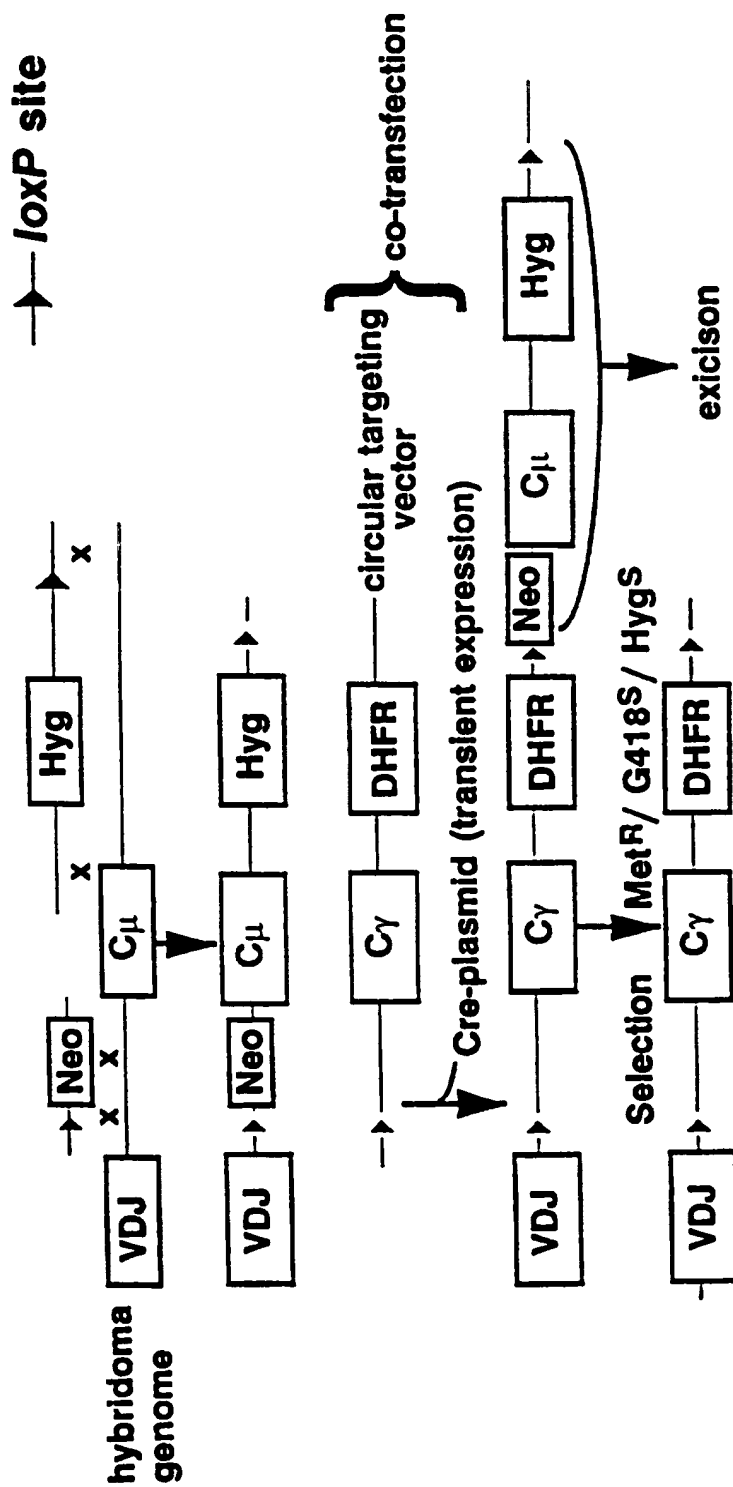 loxP site
Hyg
Neo
hybridoma
genome
VDJ
Cμ
x x x x
VDJ
Neo
Cμ
Hyg
Cγ
DHFR
circular targeting
vector
co-transfection
Cre-plasmid (transient expression)
VDJ
Cγ
DHFR
Neo
Cμ
Hyg
exicison
Selection MetR/ G418S/ HygS
VDJ
Cγ
DHFR